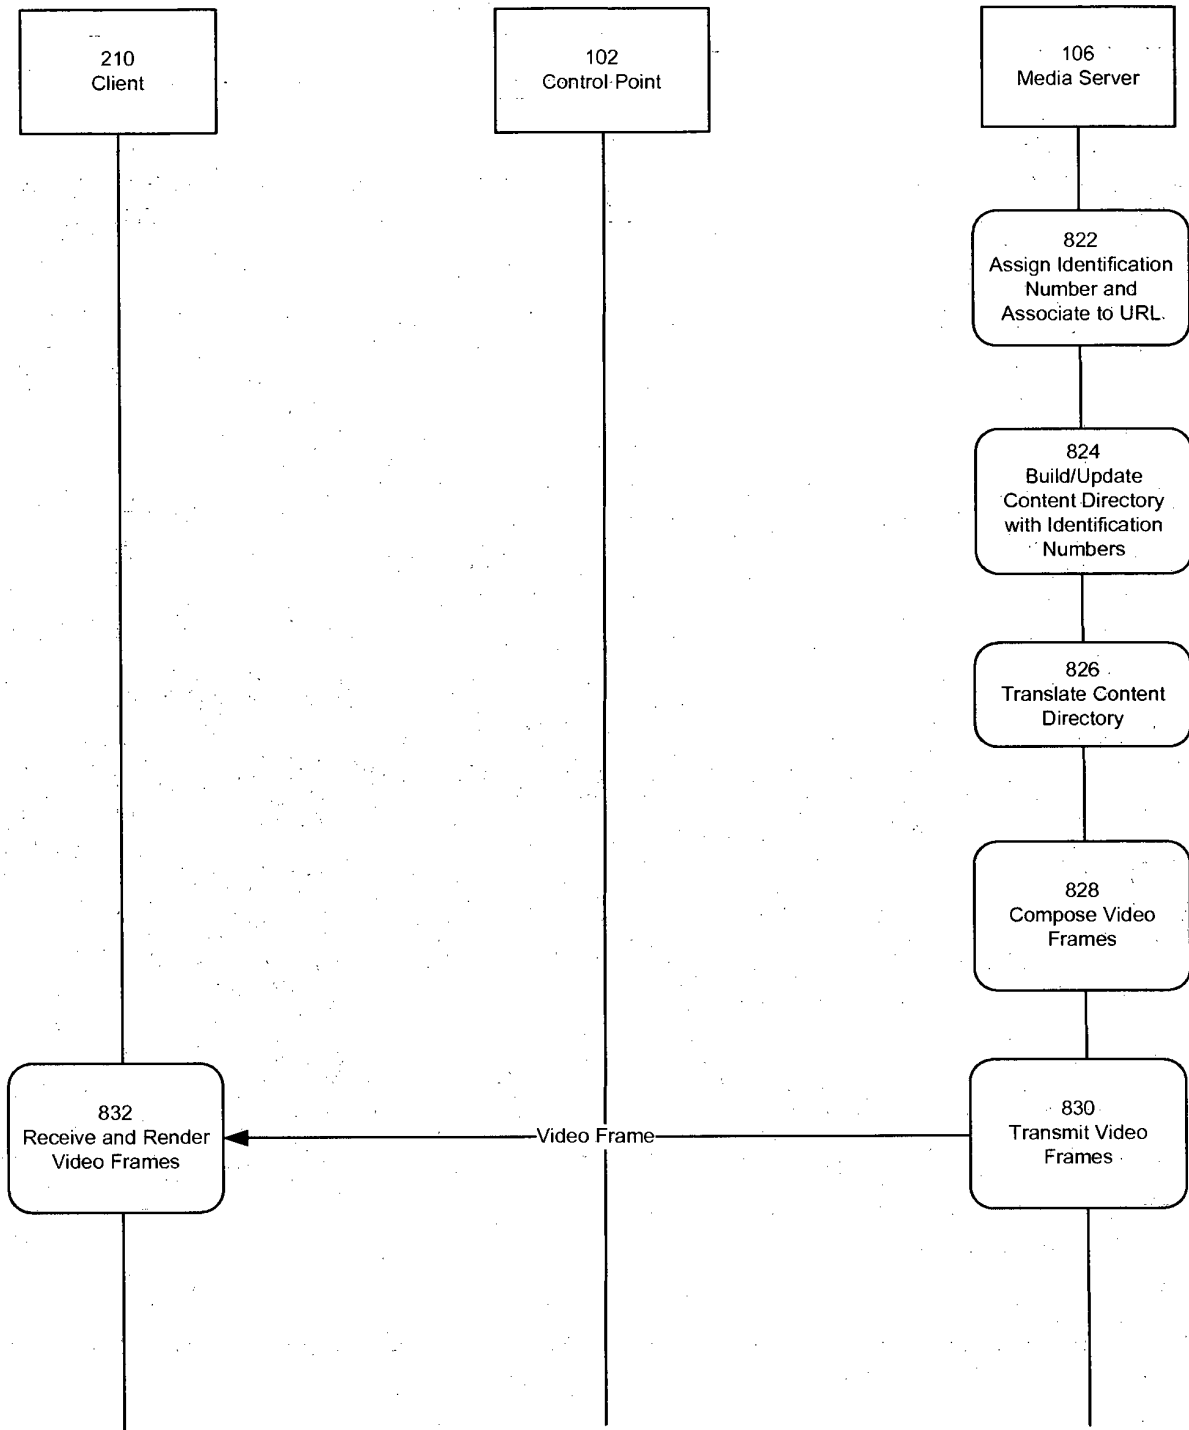 210
Client
102
Control Point
106
Media Server
822
Assign Identification
Number and
Associate to URL
824
Build/Update
Content Directory
with Identification
Numbers
826
Translate Content
Directory
828
Compose Video
Frames
832
Receive and Render
Video Frames
Video Frame
830
Transmit Video
Frames